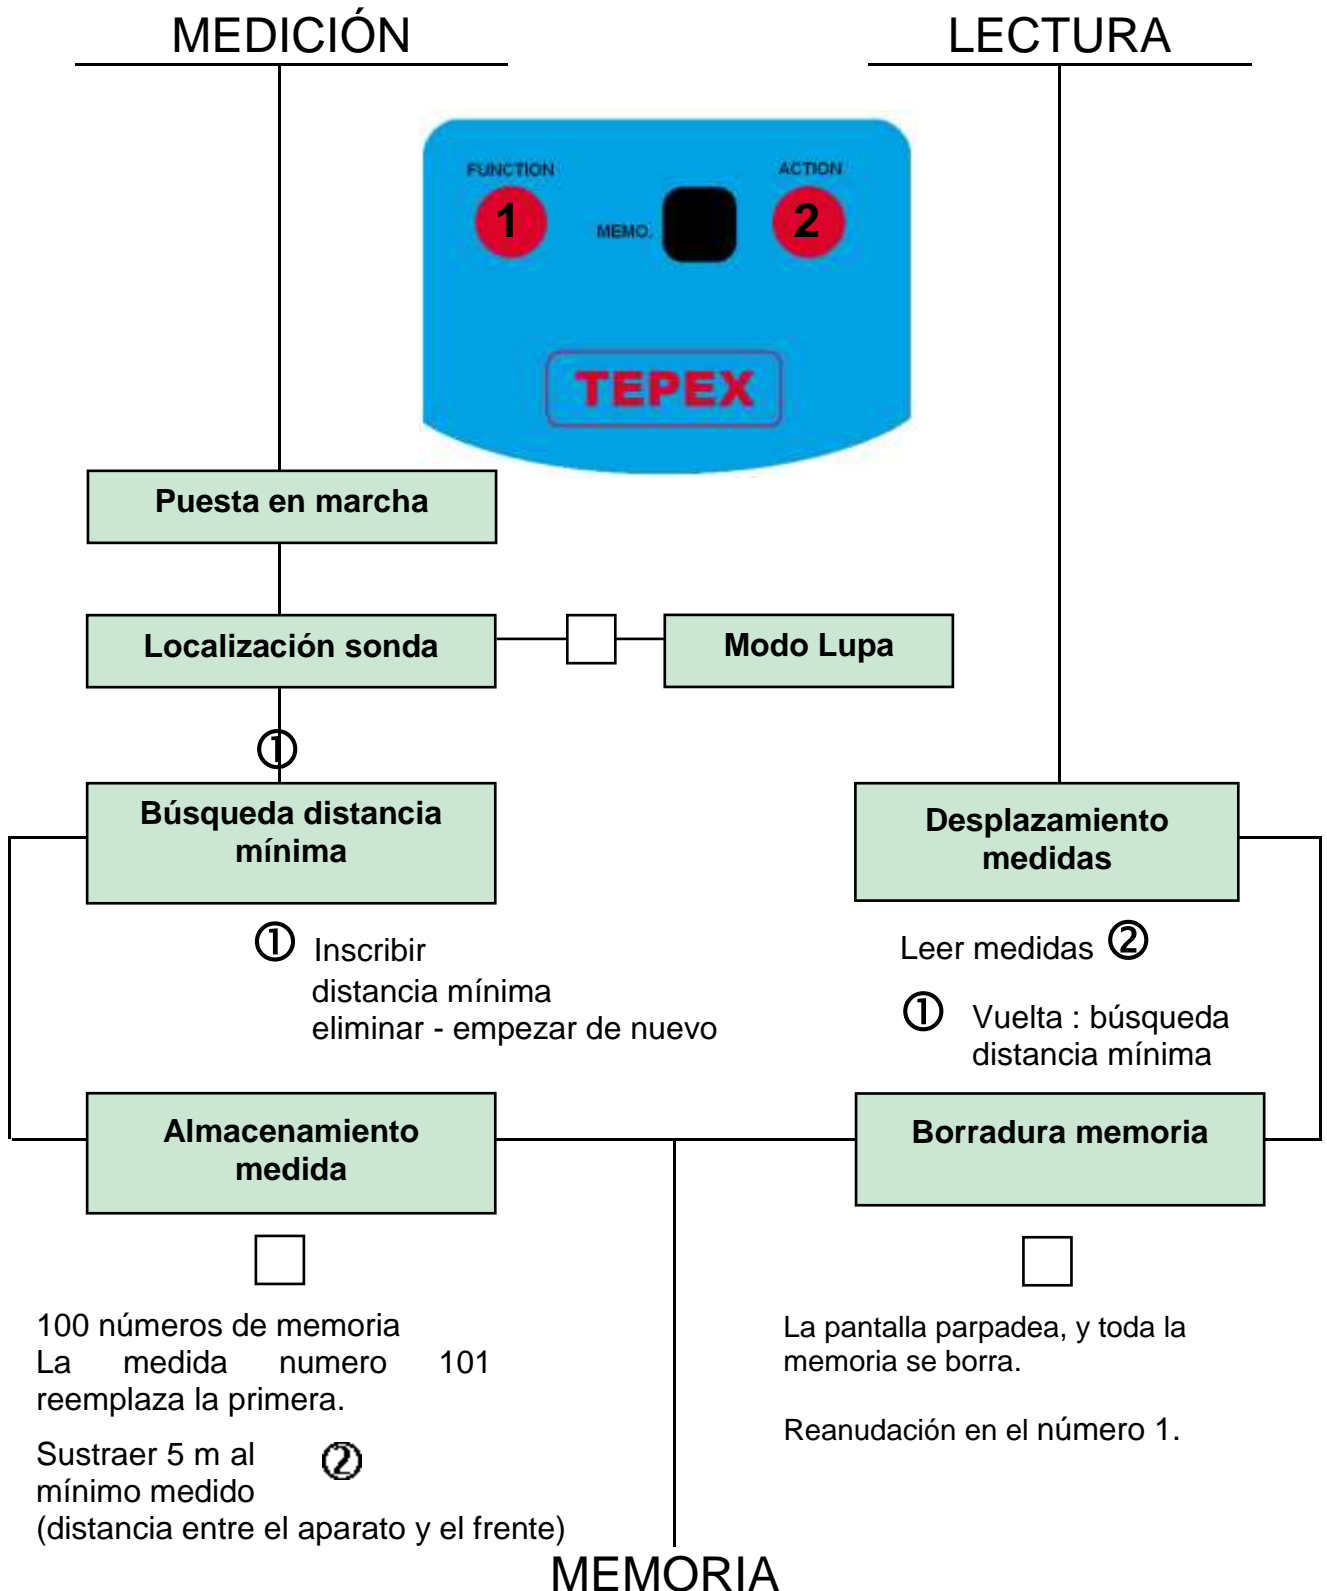 MEDICIÓN
LECTURA
FUNCTION
ACTION
1
MEMO.
2
TEPEX
Puesta en marcha
Localización sonda
Modo Lupa
①
Búsqueda distancia
mínima
① Inscribir
distancia mínima
eliminar - empezar de nuevo
Desplazamiento
medidas
Leer medidas ②
① Vuelta : búsqueda
distancia mínima
Almacenamiento
medida
Borradura memoria
100 números de memoria
La medida numero 101
reemplaza la primera.
Sustraer 5 m al ②
mínimo medido
(distancia entre el aparato y el frente)
La pantalla parpadea, y toda la
memoria se borra.
Reanudación en el número 1.
MEMORIA